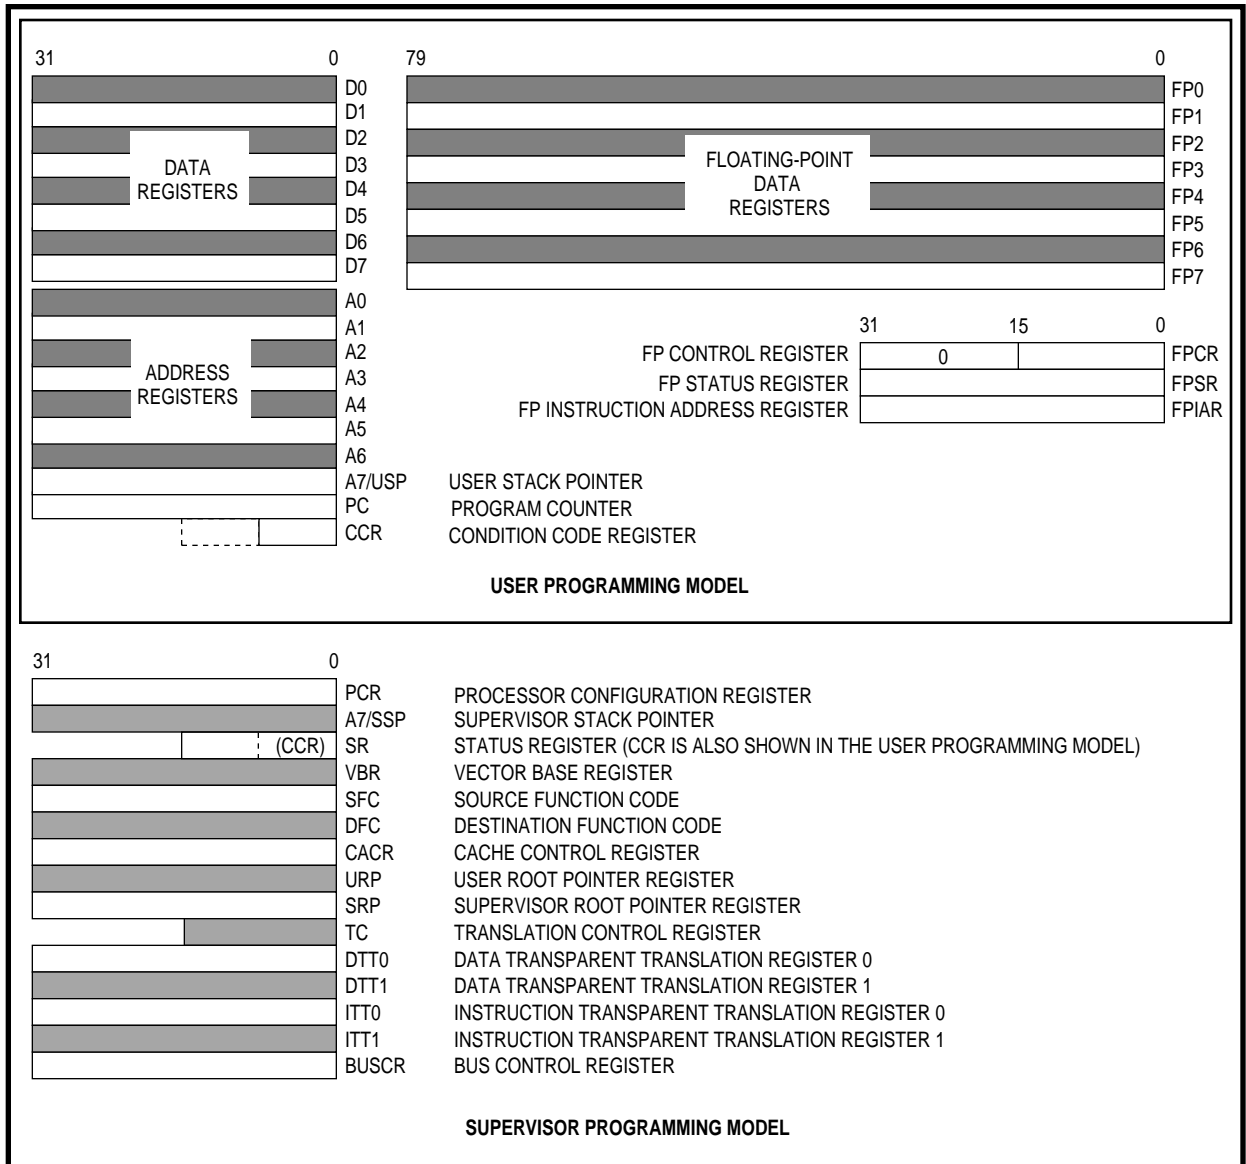 31 0
D0
D1
D2
D3
D4
D5
D6
D7
DATA
REGISTERS
A0
A1
A2
A3
A4
A5
A6
ADDRESS
REGISTERS
A7/USP USER STACK POINTER
PC PROGRAM COUNTER
CCR CONDITION CODE REGISTER
79 0
FP0
FP1
FP2
FP3
FP4
FP5
FP6
FP7
FLOATING-POINT
DATA
REGISTERS
31 15 0
FP CONTROL REGISTER 0 FPCR
FP STATUS REGISTER FPSR
FP INSTRUCTION ADDRESS REGISTER FPIAR
USER PROGRAMMING MODEL
31 0
PCR PROCESSOR CONFIGURATION REGISTER
A7/SSP SUPERVISOR STACK POINTER
(CCR) SR STATUS REGISTER (CCR IS ALSO SHOWN IN THE USER PROGRAMMING MODEL)
VBR VECTOR BASE REGISTER
SFC SOURCE FUNCTION CODE
DFC DESTINATION FUNCTION CODE
CACR CACHE CONTROL REGISTER
URP USER ROOT POINTER REGISTER
SRP SUPERVISOR ROOT POINTER REGISTER
TC TRANSLATION CONTROL REGISTER
DTT0 DATA TRANSPARENT TRANSLATION REGISTER 0
DTT1 DATA TRANSPARENT TRANSLATION REGISTER 1
ITT0 INSTRUCTION TRANSPARENT TRANSLATION REGISTER 0
ITT1 INSTRUCTION TRANSPARENT TRANSLATION REGISTER 1
BUSCR BUS CONTROL REGISTER
SUPERVISOR PROGRAMMING MODEL